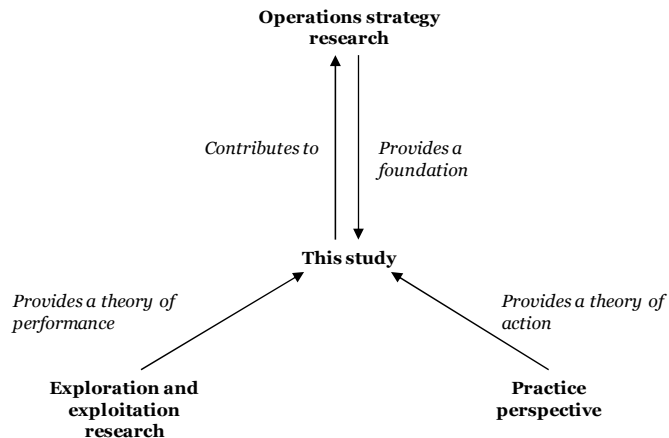 Operations strategy
research
Contributes to
Provides a
foundation
This study
Provides a theory of
performance
Provides a theory of
action
Exploration and
exploitation
research
Practice
perspective